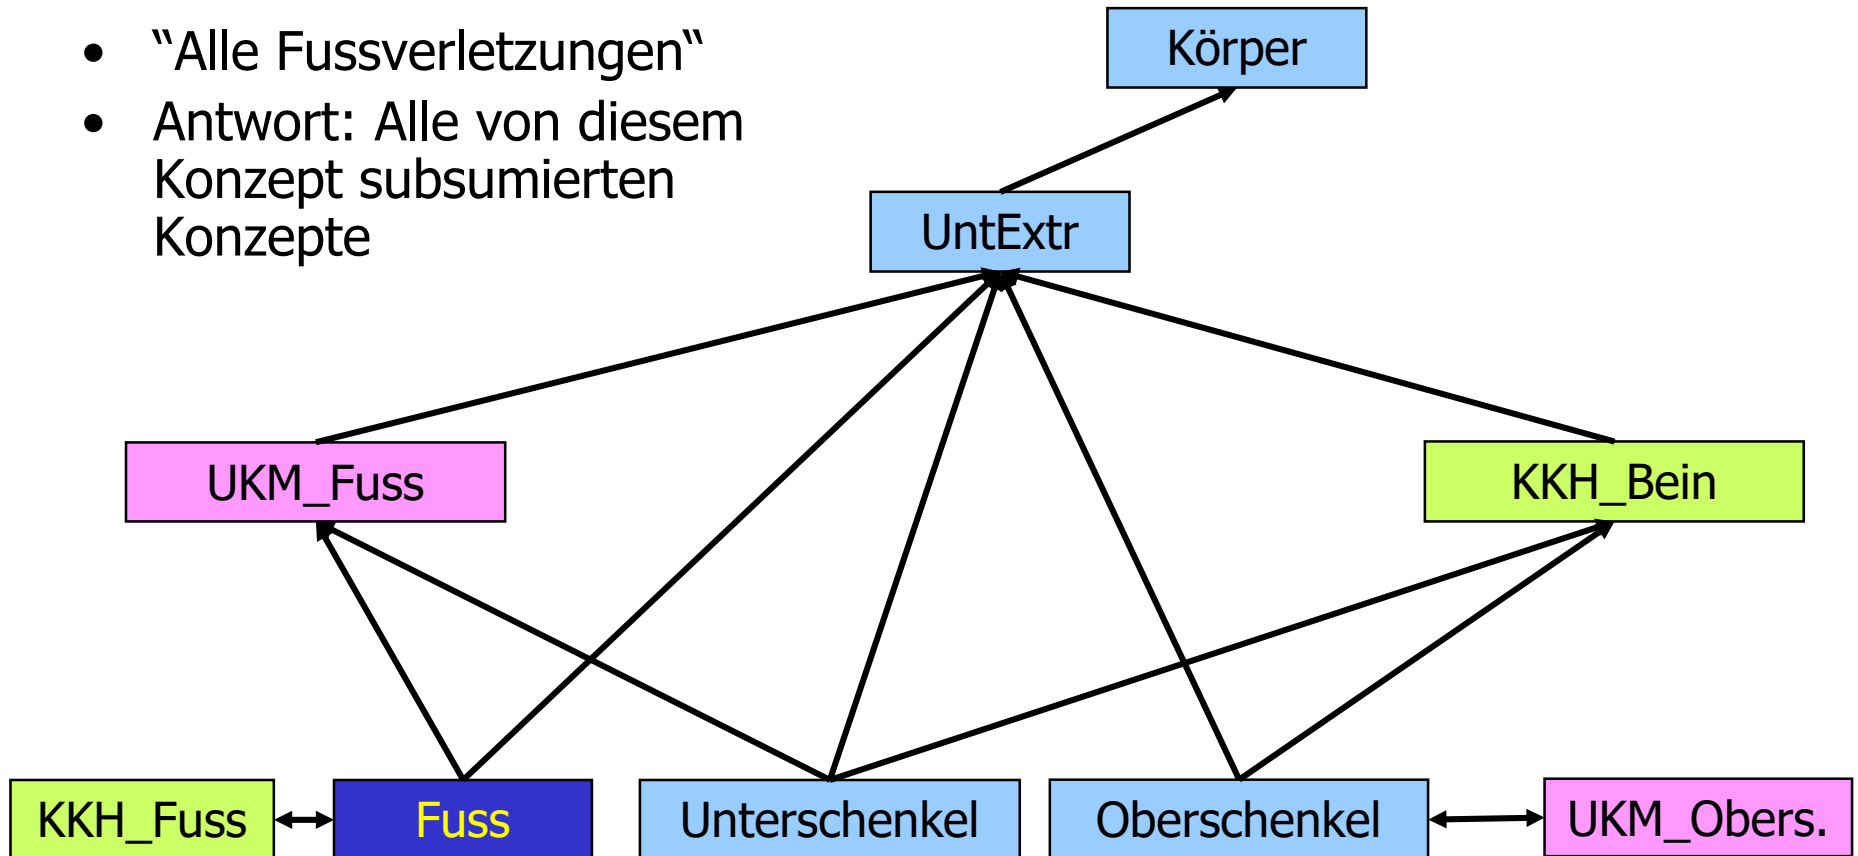 • “Alle Fussverletzungen“
• Antwort: Alle von diesem
Konzept subsumierten
Konzepte
Körper
UntExtr
UKM_Fuss
KKH_Bein
KKH_Fuss
Fuss
Unterschenkel
Oberschenkel
UKM_Obers.